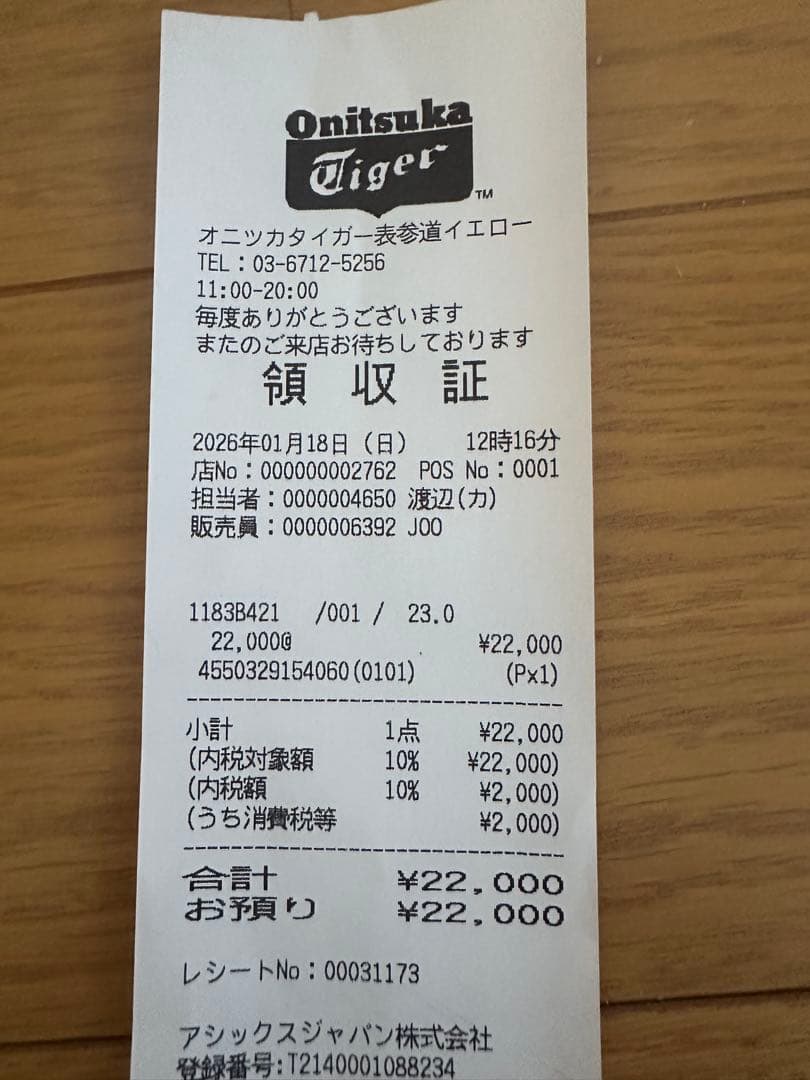 Onitsuka
Tiger™
オニツカタイガー表参道イエロー
TEL：03-6712-5256
11:00-20:00
毎度ありがとうございます
またのご来店お待ちしております
領 収 証
2026年01月18日（日） 12時16分
店No：000000002762 POS No：0001
担当者：0000004650 渡辺(カ)
販売員：0000006392 JOO
1183B421 /001 / 23.0
22,000@ ¥22,000
4550329154060(0101) (Px1)
小計 1点 ¥22,000
(内税対象額 10% ¥22,000)
(内税額 10% ¥2,000)
(うち消費税等 ¥2,000)
合計 ¥22,000
お預り ¥22,000
レシートNo：00031173
アシックスジャパン株式会社
登録番号:T2140001088234